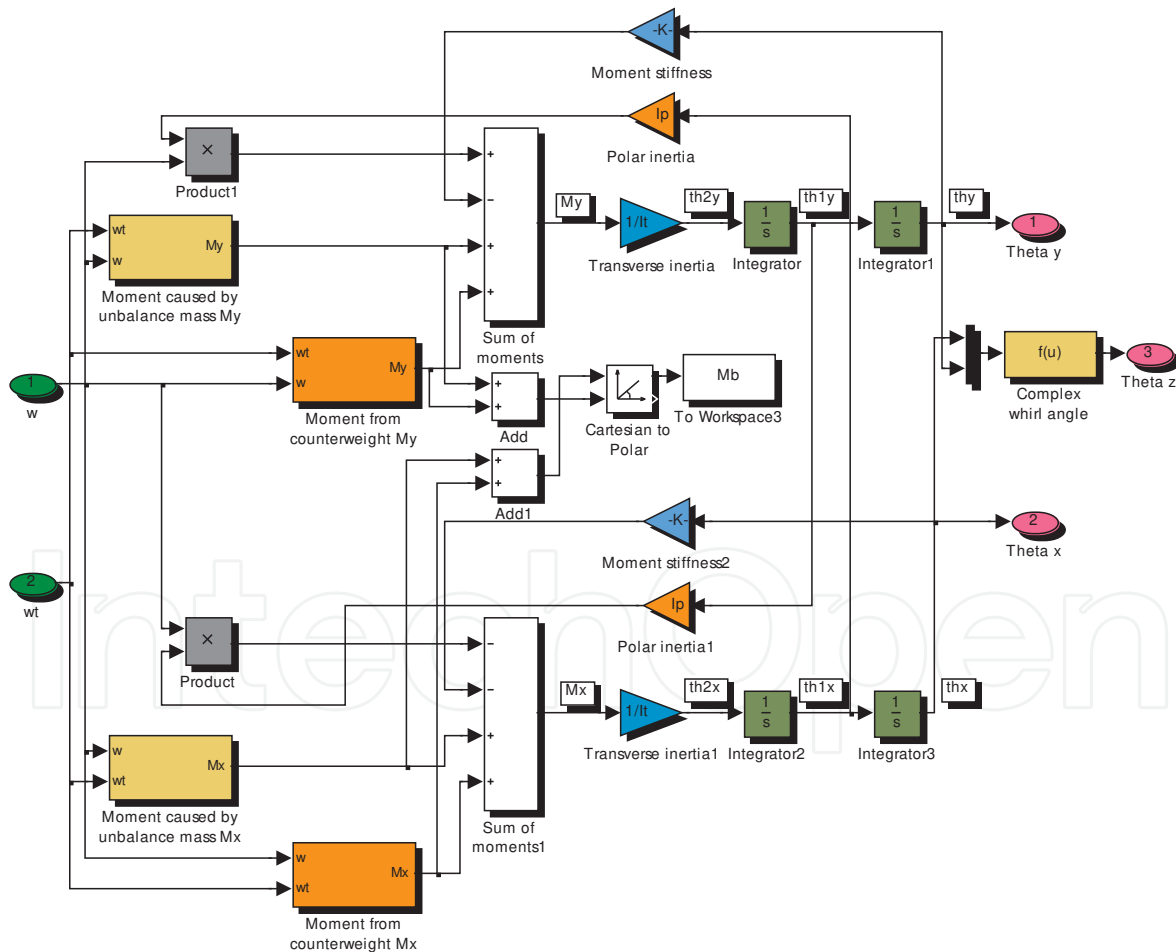 -K-
Moment stiffness
Ip
Polar inertia
×
Product1
+
−
+
+
Sum of
moments
My
1/It
Transverse inertia
th2y
1
s
Integrator
th1y
1
s
Integrator1
thy
1
Theta y
wt
w
My
Moment caused by
unbalance mass My
wt
w
My
Moment from
counterweight My
1
w
+
+
Add
Cartesian to
Polar
Mb
To Workspace3
f(u)
Complex
whirl angle
3
Theta z
+
+
Add1
-K-
Moment stiffness2
2
Theta x
2
wt
Ip
Polar inertia1
×
Product
−
−
+
+
Sum of
moments1
Mx
1/It
Transverse inertia1
th2x
1
s
Integrator2
th1x
1
s
Integrator3
thx
w
wt
Mx
Moment caused by
unbalance mass Mx
w
wt
Mx
Moment from
counterweight Mx
IntechOpen